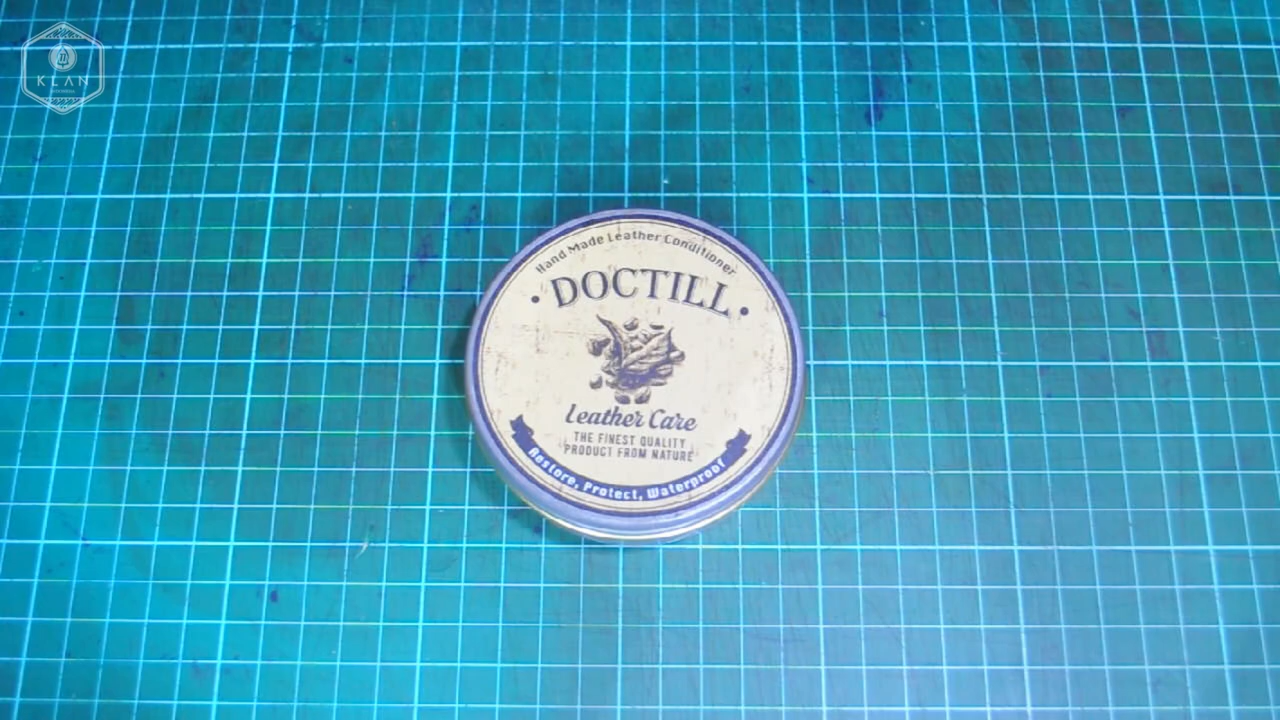 KLAN
Hand Made Leather Conditioner
• DOCTILL •
Leather Care
THE FINEST QUALITY
PRODUCT FROM NATURE
Restore, Protect, Waterproof